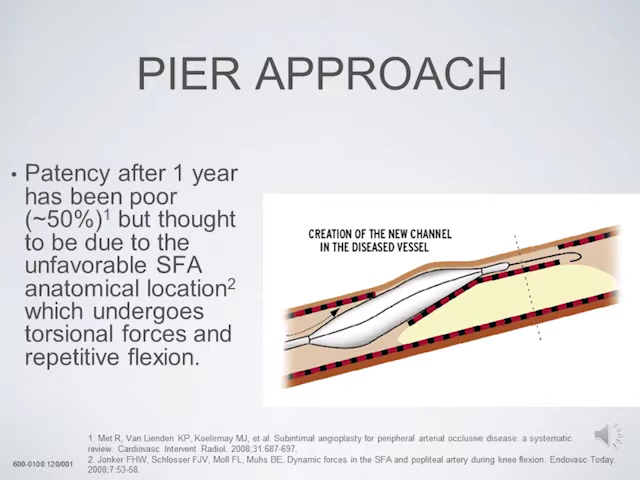 PIER APPROACH
• Patency after 1 year
has been poor
(~50%)1 but thought
to be due to the
unfavorable SFA
anatomical location2
which undergoes
torsional forces and
repetitive flexion.
CREATION OF THE NEW CHANNEL
IN THE DISEASED VESSEL
1. Met R, Van Lienden KP, Koelemay MJ, et al. Subintimal angioplasty for peripheral arterial occlusive disease: a systematic
review. Cardiovasc Intervent Radiol. 2008;31:687-697.
2. Jonker FHW, Schlosser FJV, Moll FL, Muhs BE. Dynamic forces in the SFA and popliteal artery during knee flexion. Endovasc Today.
2008;7:53-58.
600-0100.120/001